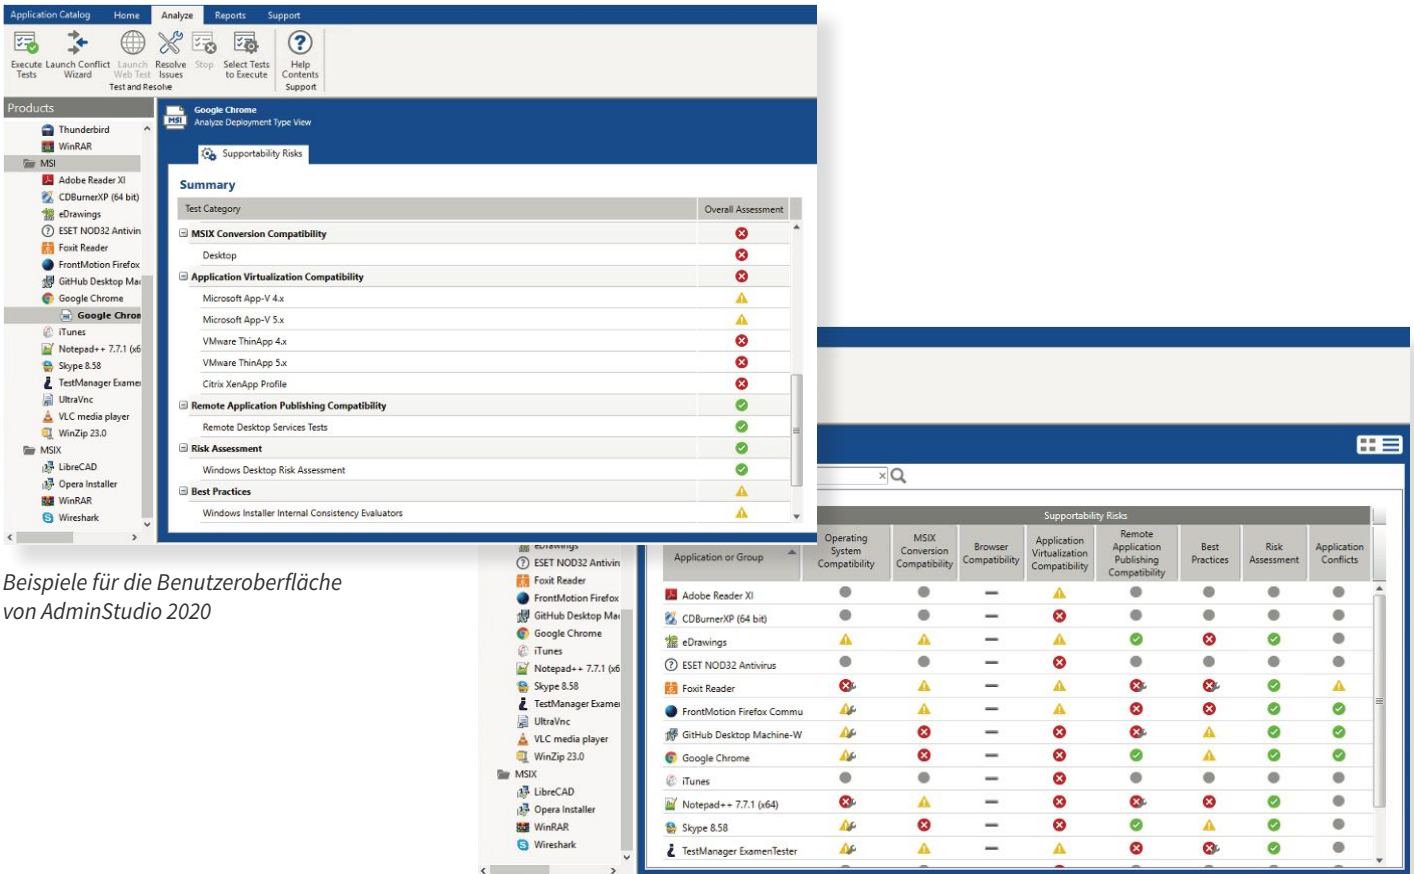 Application Catalog Home Analyze Reports Support
Execute Tests
Launch Conflict Wizard
Launch Web Test
Resolve Issues
Stop
Select Tests to Execute
Help Contents
Test and Resolve
Support
Products
Thunderbird
WinRAR
MSI
Adobe Reader XI
CDBurnerXP (64 bit)
eDrawings
ESET NOD32 Antivin
Foxit Reader
FrontMotion Firefox
GitHub Desktop Mac
Google Chrome
Google Chron
iTunes
Notepad++ 7.7.1 (x6
Skype 8.58
TestManager Examen
UltraVnc
VLC media player
WinZip 23.0
MSIX
LibreCAD
Opera Installer
WinRAR
Wireshark
MSI
Google Chrome
Analyze Deployment Type View
Supportability Risks
Summary
Test Category Overall Assessment
MSIX Conversion Compatibility
Desktop
Application Virtualization Compatibility
Microsoft App-V 4.x
Microsoft App-V 5.x
VMware ThinApp 4.x
VMware ThinApp 5.x
Citrix XenApp Profile
Remote Application Publishing Compatibility
Remote Desktop Services Tests
Risk Assessment
Windows Desktop Risk Assessment
Best Practices
Windows Installer Internal Consistency Evaluators
Beispiele für die Benutzeroberfläche
von AdminStudio 2020
eDrawings
ESET NOD32 Antivin
Foxit Reader
FrontMotion Firefox
GitHub Desktop Mac
Google Chrome
iTunes
Notepad++ 7.7.1 (x6
Skype 8.58
TestManager Examen
UltraVnc
VLC media player
WinZip 23.0
MSIX
LibreCAD
Opera Installer
WinRAR
Wireshark
Supportability Risks
Application or Group
Operating System Compatibility
MSIX Conversion Compatibility
Browser Compatibility
Application Virtualization Compatibility
Remote Application Publishing Compatibility
Best Practices
Risk Assessment
Application Conflicts
Adobe Reader XI
CDBurnerXP (64 bit)
eDrawings
ESET NOD32 Antivirus
Foxit Reader
FrontMotion Firefox Commu
GitHub Desktop Machine-W
Google Chrome
iTunes
Notepad++ 7.7.1 (x64)
Skype 8.58
TestManager ExamenTester